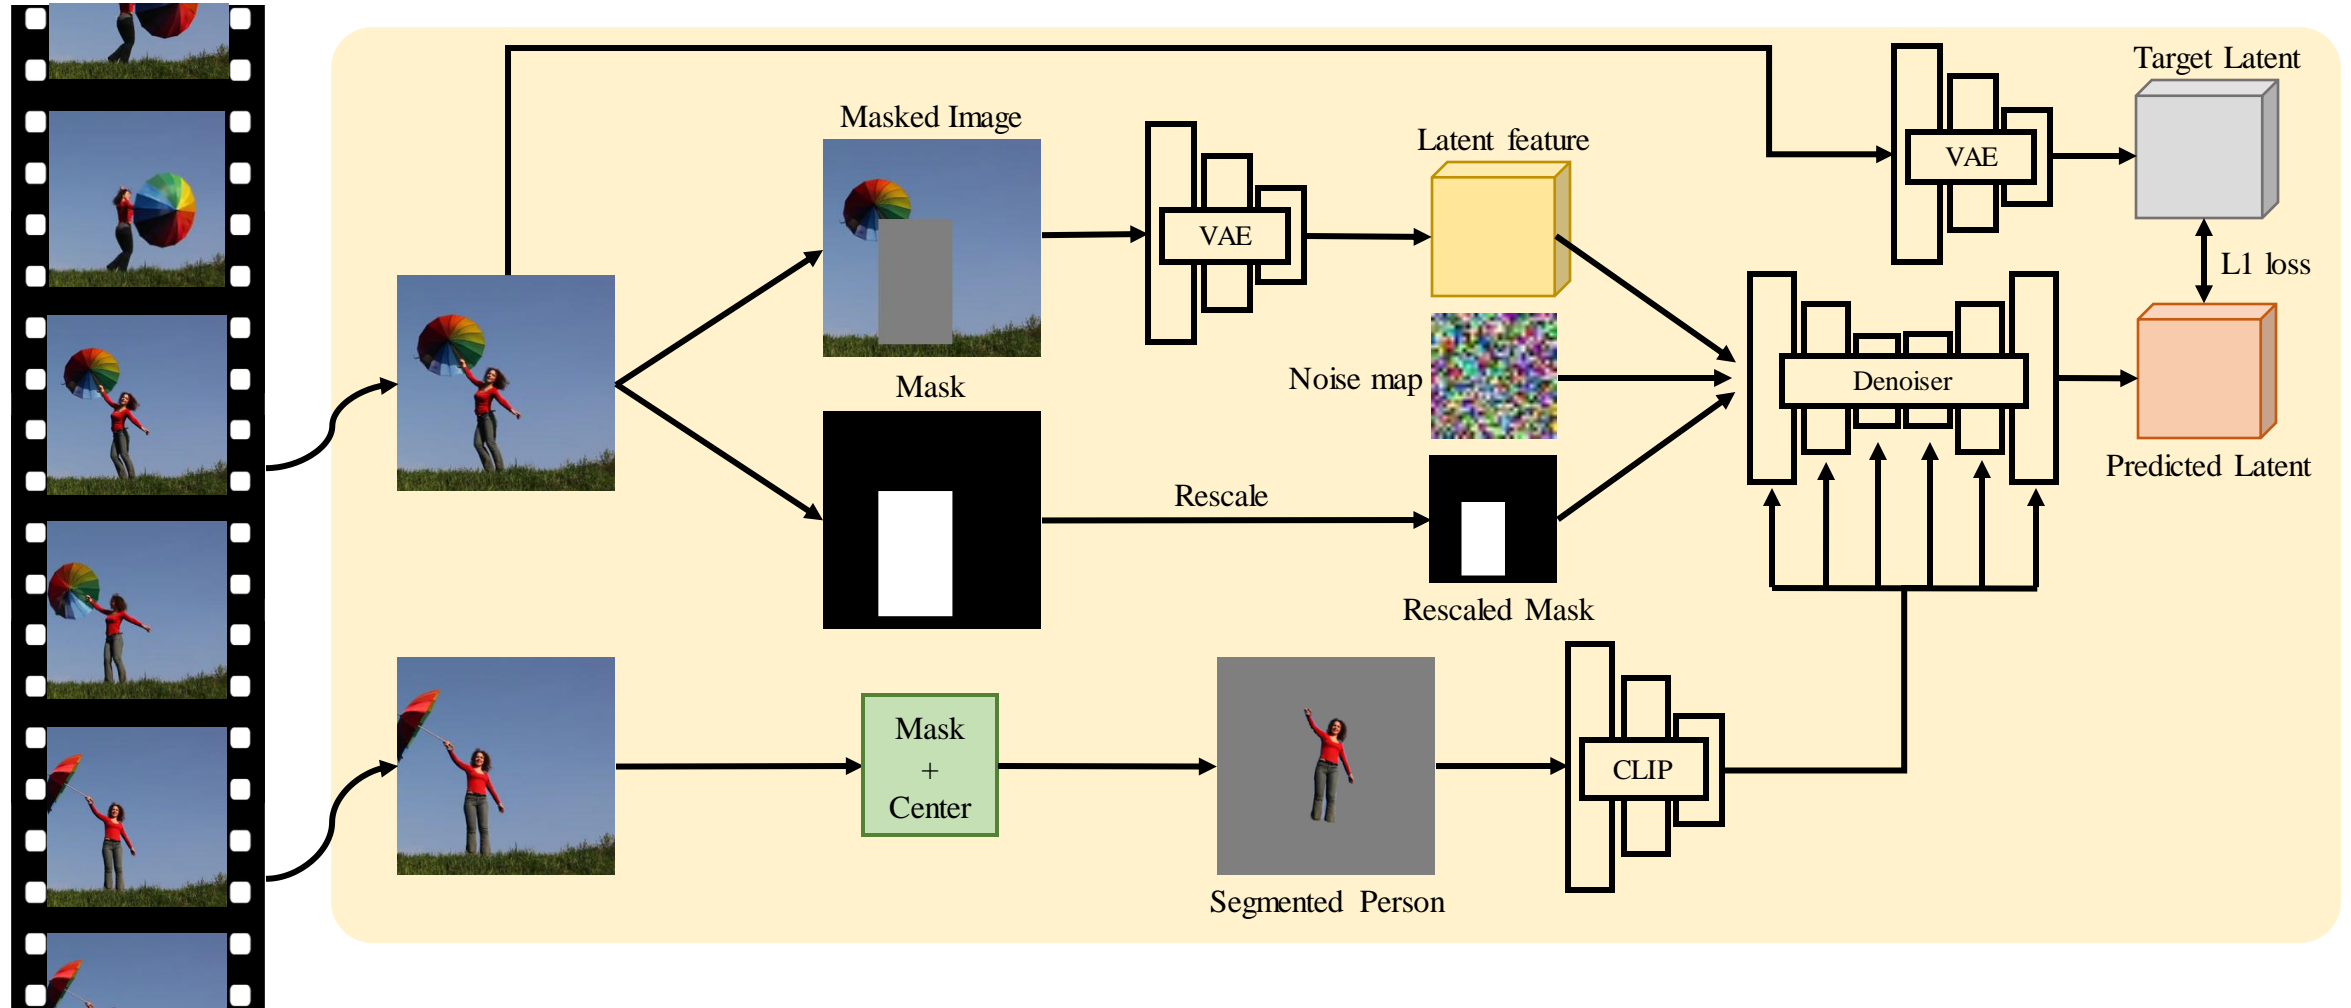 Target Latent
Masked Image
Latent feature
VAE
VAE
L1 loss
Mask
Noise map
Denoiser
Predicted Latent
Rescale
Rescaled Mask
Mask
+
Center
CLIP
Segmented Person